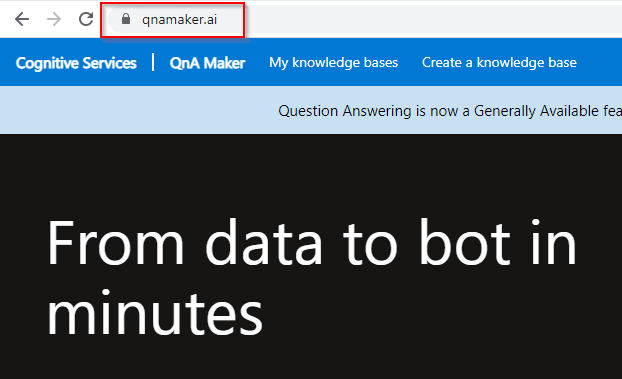 qnamaker.ai
Cognitive Services | QnA Maker My knowledge bases Create a knowledge base
Question Answering is now a Generally Available fea
From data to bot in
minutes